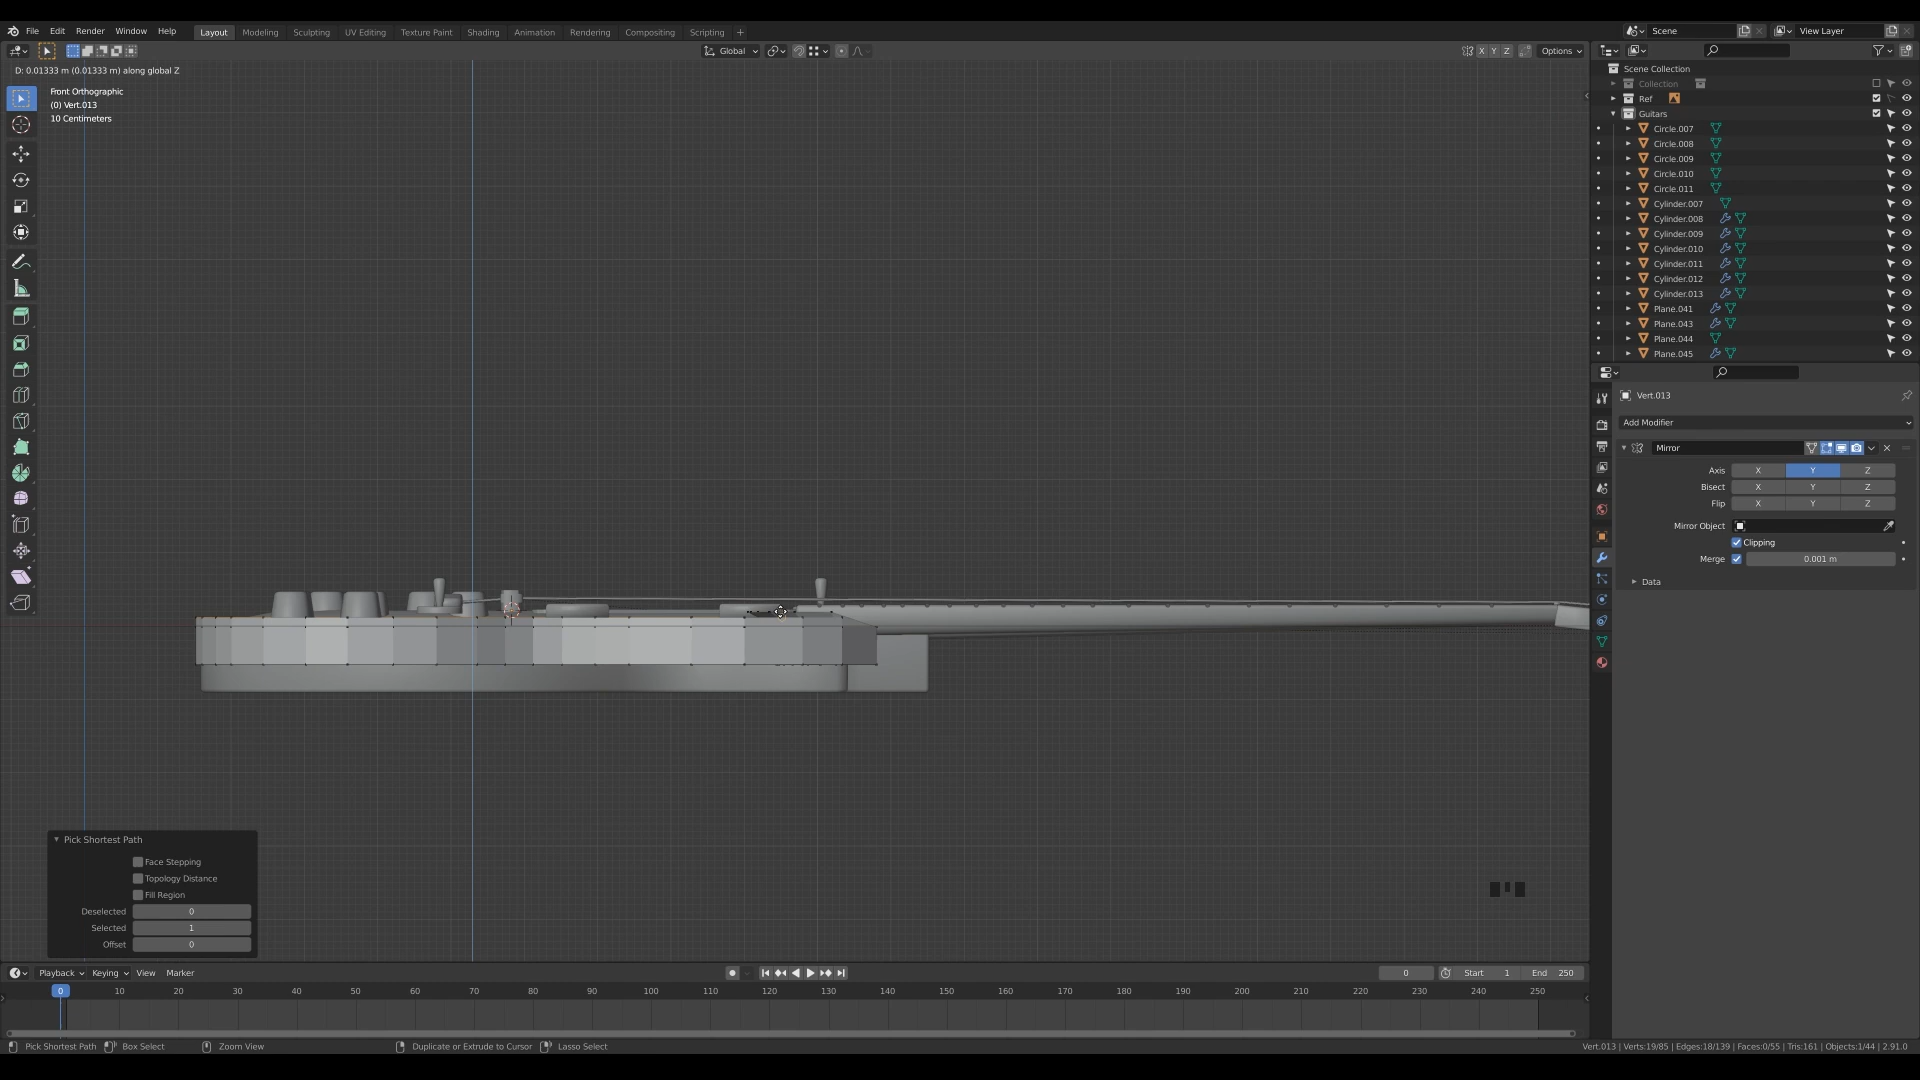 File Edit Render Window Help Layout Modeling Sculpting UV Editing Texture Paint Shading Animation Rendering Compositing Scripting + Scene View Layer
Global X Y Z Options
D: 0.01333 m (0.01333 m) along global Z
Front Orthographic
(0) Vert.013
10 Centimeters
Scene Collection
Collection
Ref
Guitars
Circle.007
Circle.008
Circle.009
Circle.010
Circle.011
Cylinder.007
Cylinder.008
Cylinder.009
Cylinder.010
Cylinder.011
Cylinder.012
Cylinder.013
Plane.041
Plane.043
Plane.044
Plane.045
Vert.013
Add Modifier
Mirror
Axis X Y Z
Bisect X Y Z
Flip X Y Z
Mirror Object
Clipping
Merge 0.001 m
Data
Pick Shortest Path
Face Stepping
Topology Distance
Fill Region
Deselected 0
Selected 1
Offset 0
Playback Keying View Marker 0 Start 1 End 250
0 10 20 30 40 50 60 70 80 90 100 110 120 130 140 150 160 170 180 190 200 210 220 230 240 250
Pick Shortest Path Box Select Zoom View Duplicate or Extrude to Cursor Lasso Select Vert.013 | Verts:19/85 | Edges:18/139 | Faces:0/55 | Tris:161 | Objects:1/44 | 2.91.0